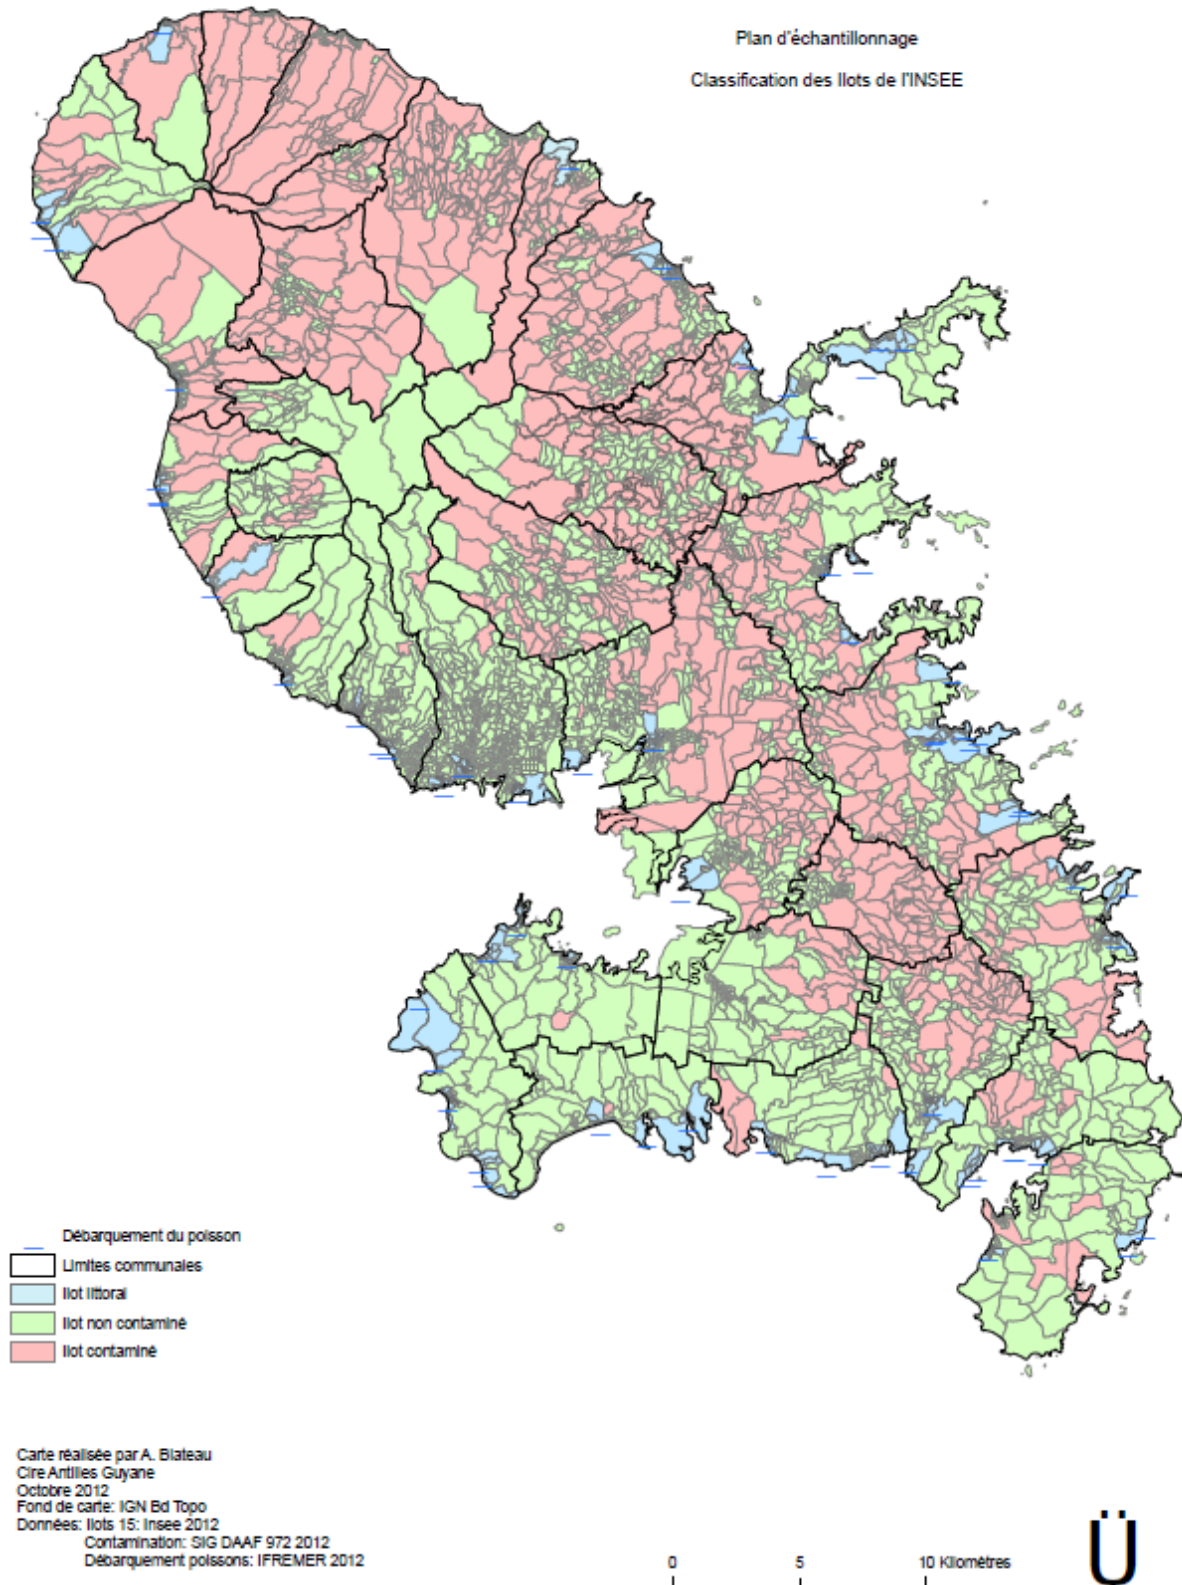 Plan d'échantillonnage
Classification des Ilots de l'INSEE
Débarquement du poisson
Limites communales
Ilot littoral
Ilot non contaminé
Ilot contaminé
Carte réalisée par A. Blateau
Cire Antilles Guyane
Octobre 2012
Fond de carte: IGN Bd Topo
Données: Ilots 15: Insee 2012
Contamination: SIG DAAF 972 2012
Débarquement poissons: IFREMER 2012
0 5 10 Kilomètres
Ü